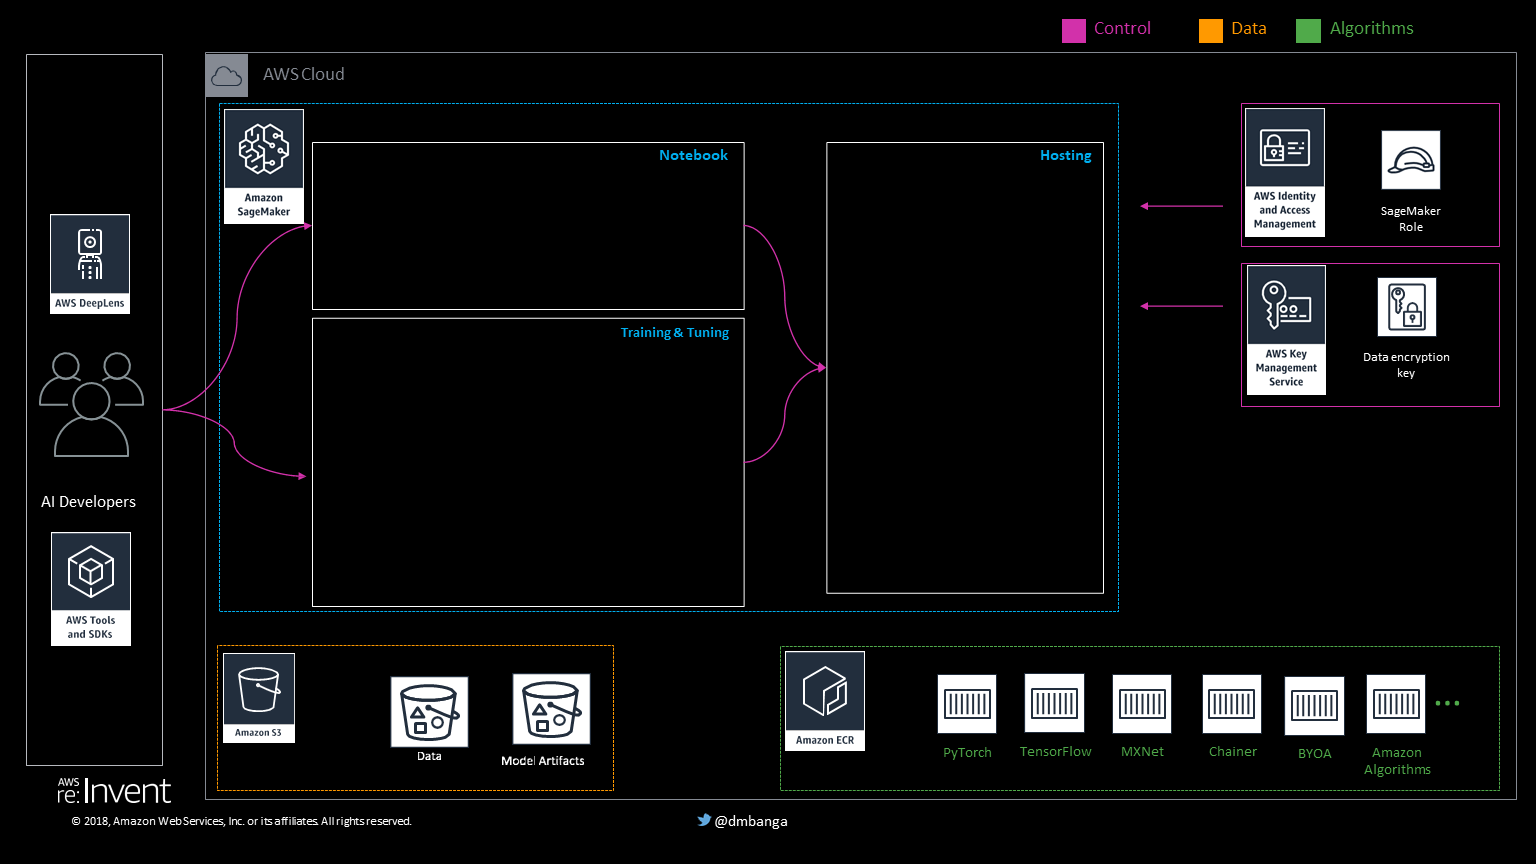 Control
Data
Algorithms
AWS Cloud
Amazon
SageMaker
Notebook
Hosting
Training & Tuning
AWS Identity
and Access
Management
SageMaker
Role
AWS Key
Management
Service
Data encryption
key
AWS DeepLens
AI Developers
AWS Tools
and SDKs
Amazon S3
Data
Model Artifacts
Amazon ECR
PyTorch
TensorFlow
MXNet
Chainer
BYOA
Amazon
Algorithms
...
AWS
re:Invent
© 2018, Amazon Web Services, Inc. or its affiliates. All rights reserved.
@dmbanga